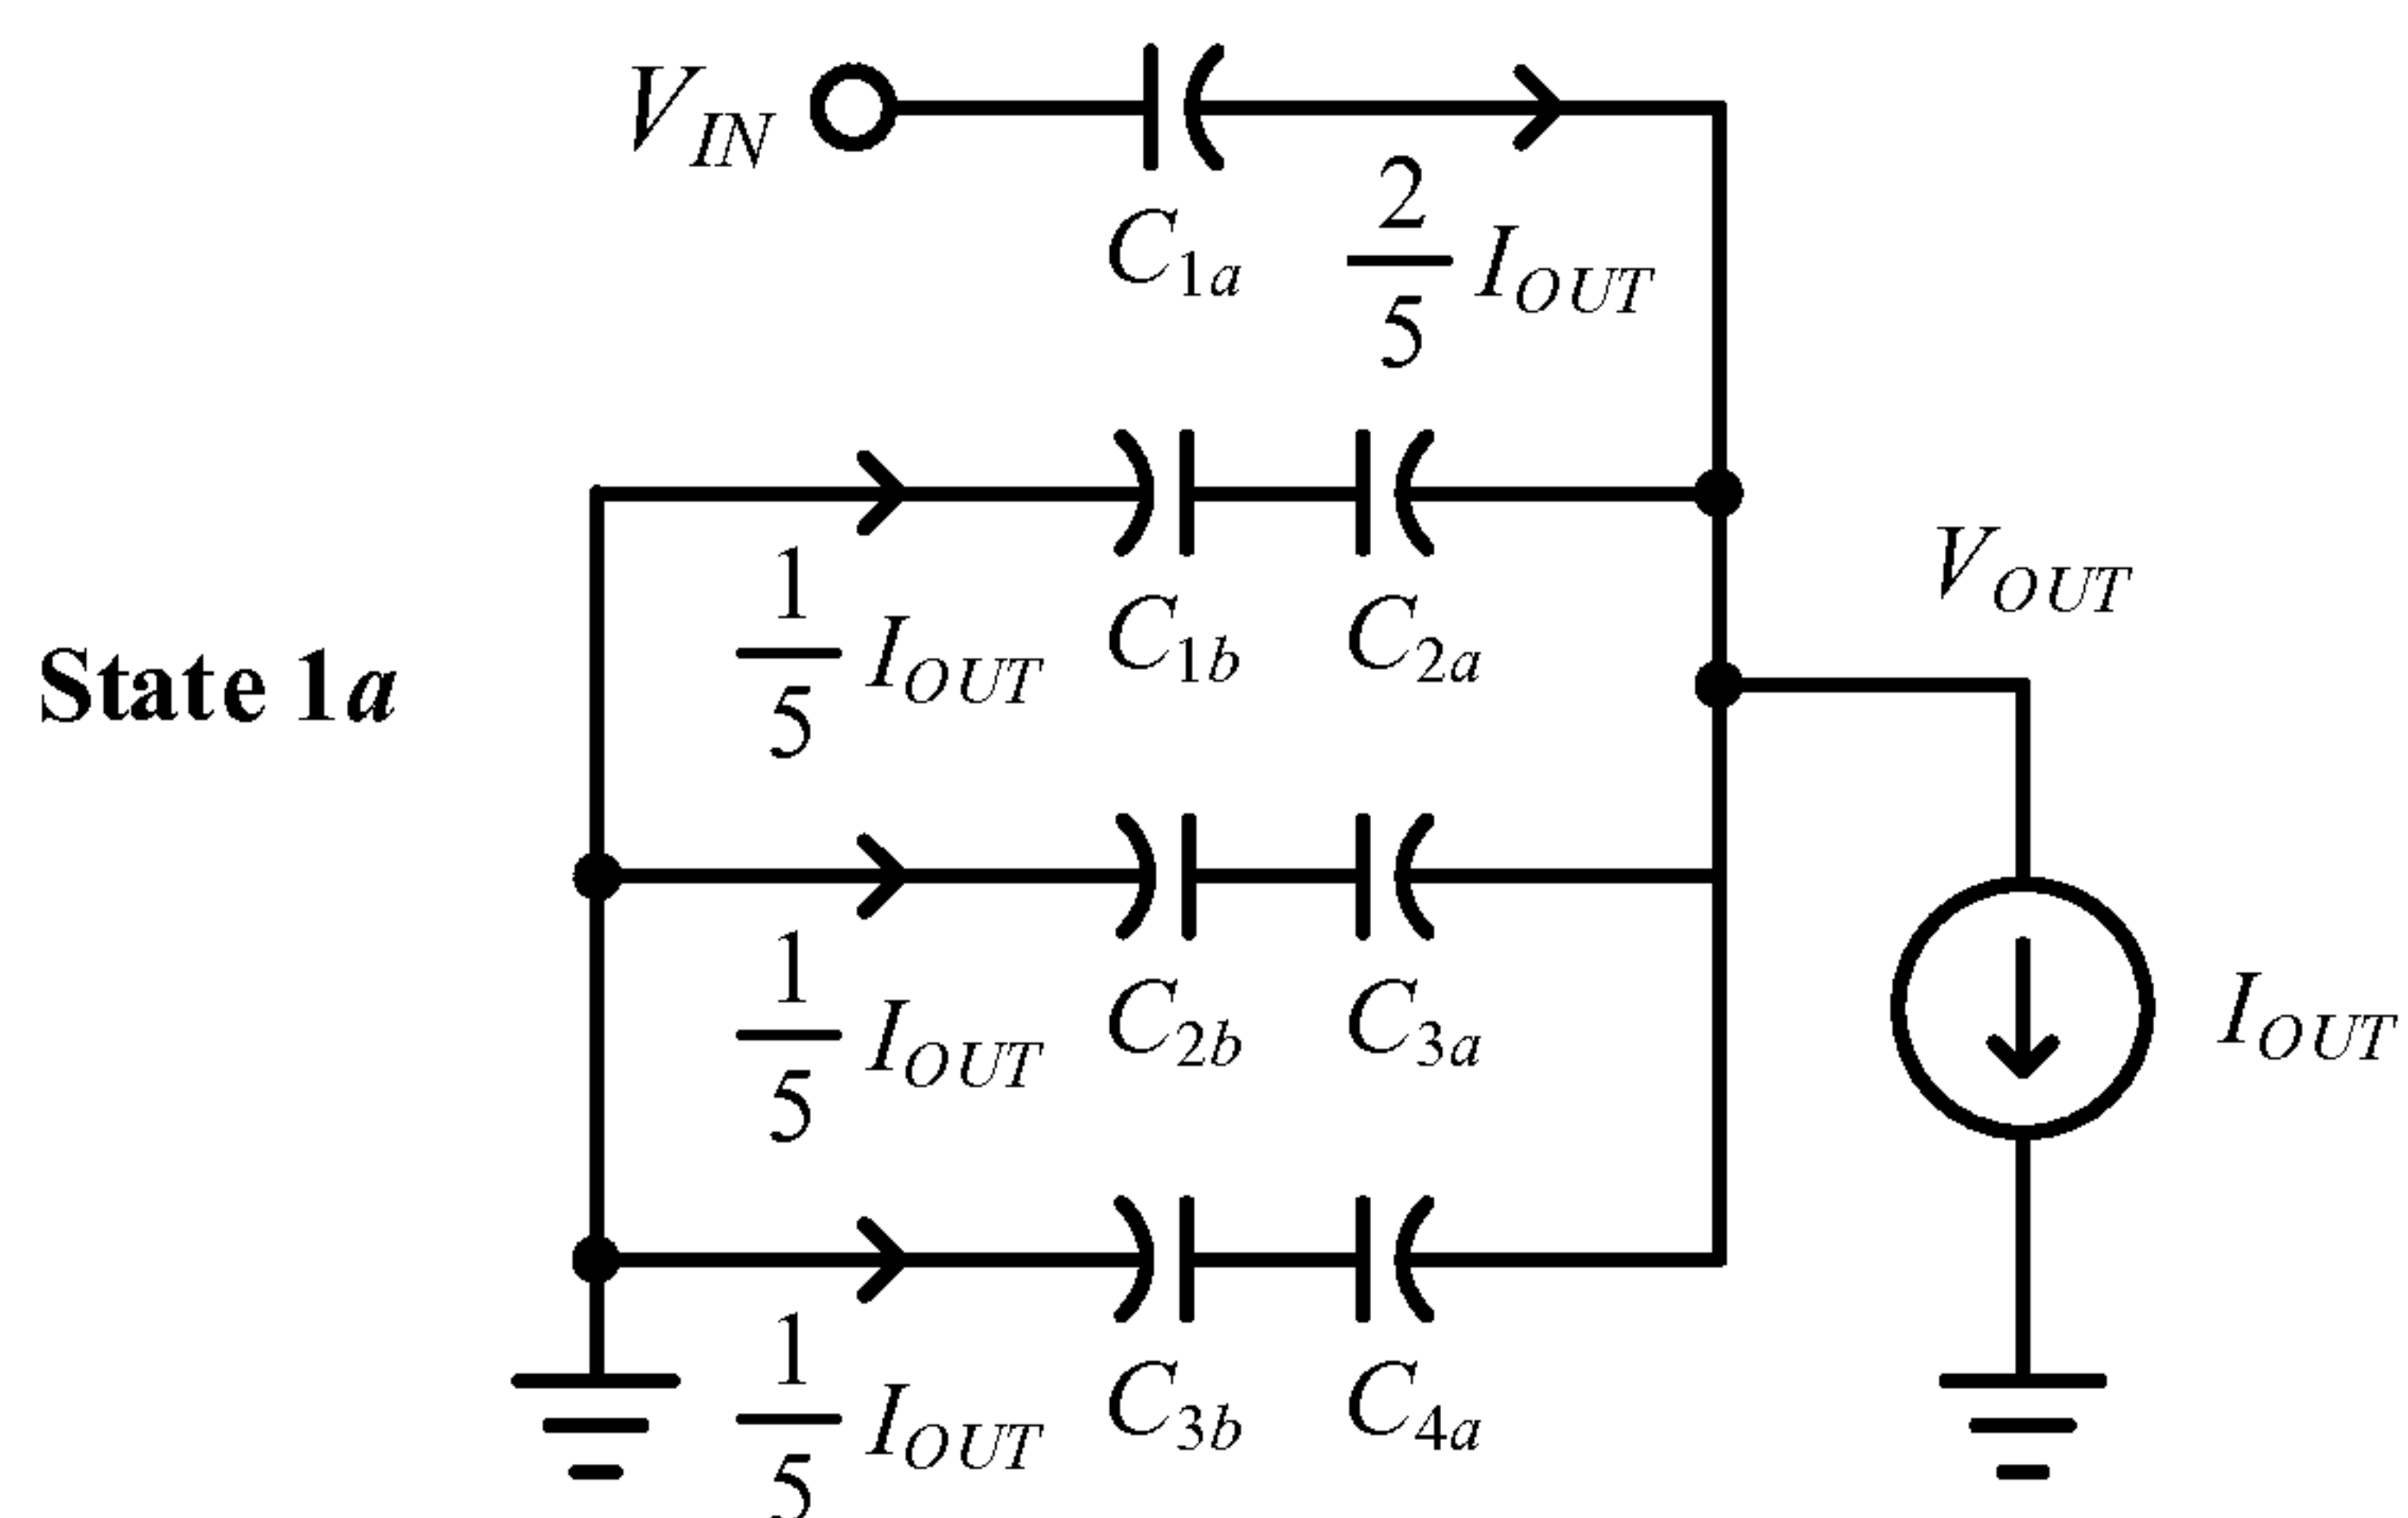 V_IN
C_1a
2/5 I_OUT
1/5 I_OUT
C_1b
C_2a
V_OUT
State 1a
1/5 I_OUT
C_2b
C_3a
I_OUT
1/5 I_OUT
C_3b
C_4a